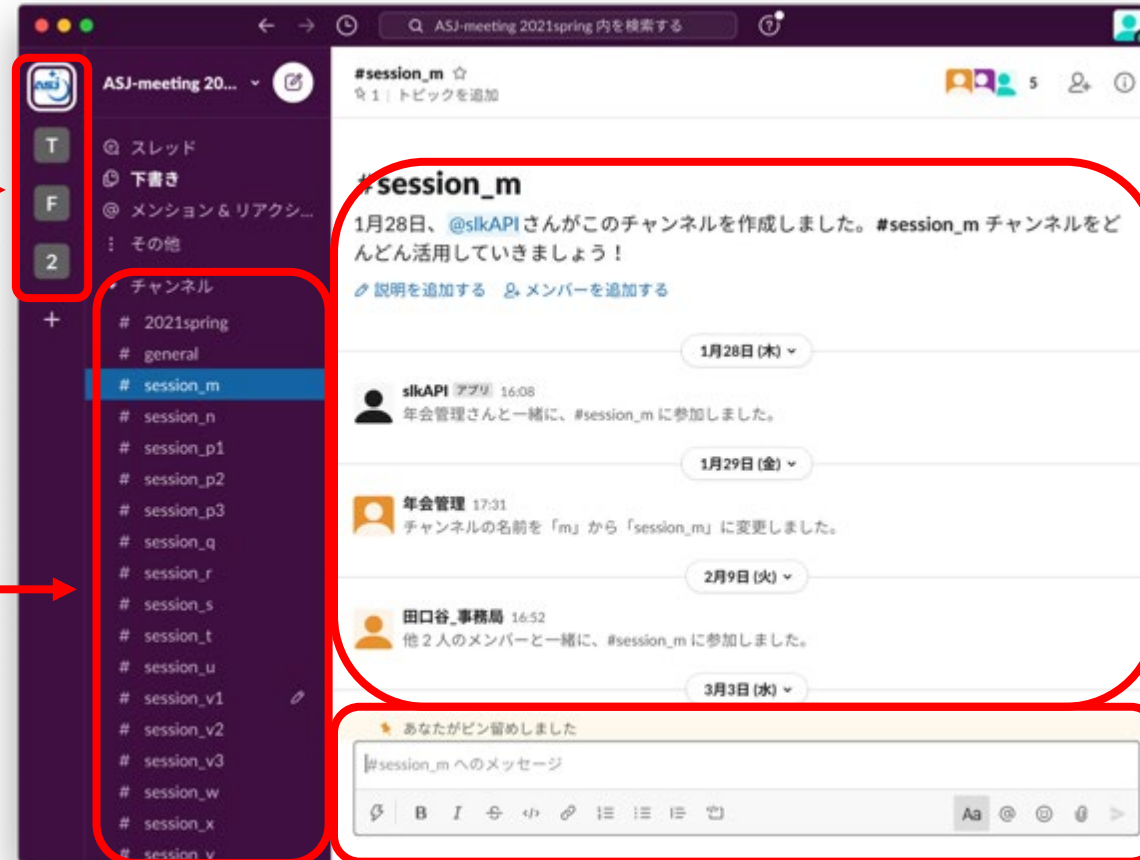 ASJ-meeting 2021spring 内を検索する
asj
T
F
2
+
ASJ-meeting 20...
スレッド
下書き
メンション & リアクシ...
その他
チャンネル
# 2021spring
# general
# session_m
# session_n
# session_p1
# session_p2
# session_p3
# session_q
# session_r
# session_s
# session_t
# session_u
# session_v1
# session_v2
# session_v3
# session_w
# session_x
# session_y
#session_m
1 | トピックを追加
5
#session_m
1月28日、@slkAPI さんがこのチャンネルを作成しました。#session_m チャンネルをど
んどん活用していきましょう！
説明を追加する メンバーを追加する
1月28日 (木)
slkAPI アプリ 16:08
年会管理さんと一緒に、#session_m に参加しました。
1月29日 (金)
年会管理 17:31
チャンネルの名前を「m」から「session_m」に変更しました。
2月9日 (火)
田口谷_事務局 16:52
他 2 人のメンバーと一緒に、#session_m に参加しました。
3月3日 (水)
あなたがピン留めしました
#session_m へのメッセージ
B I Aa @